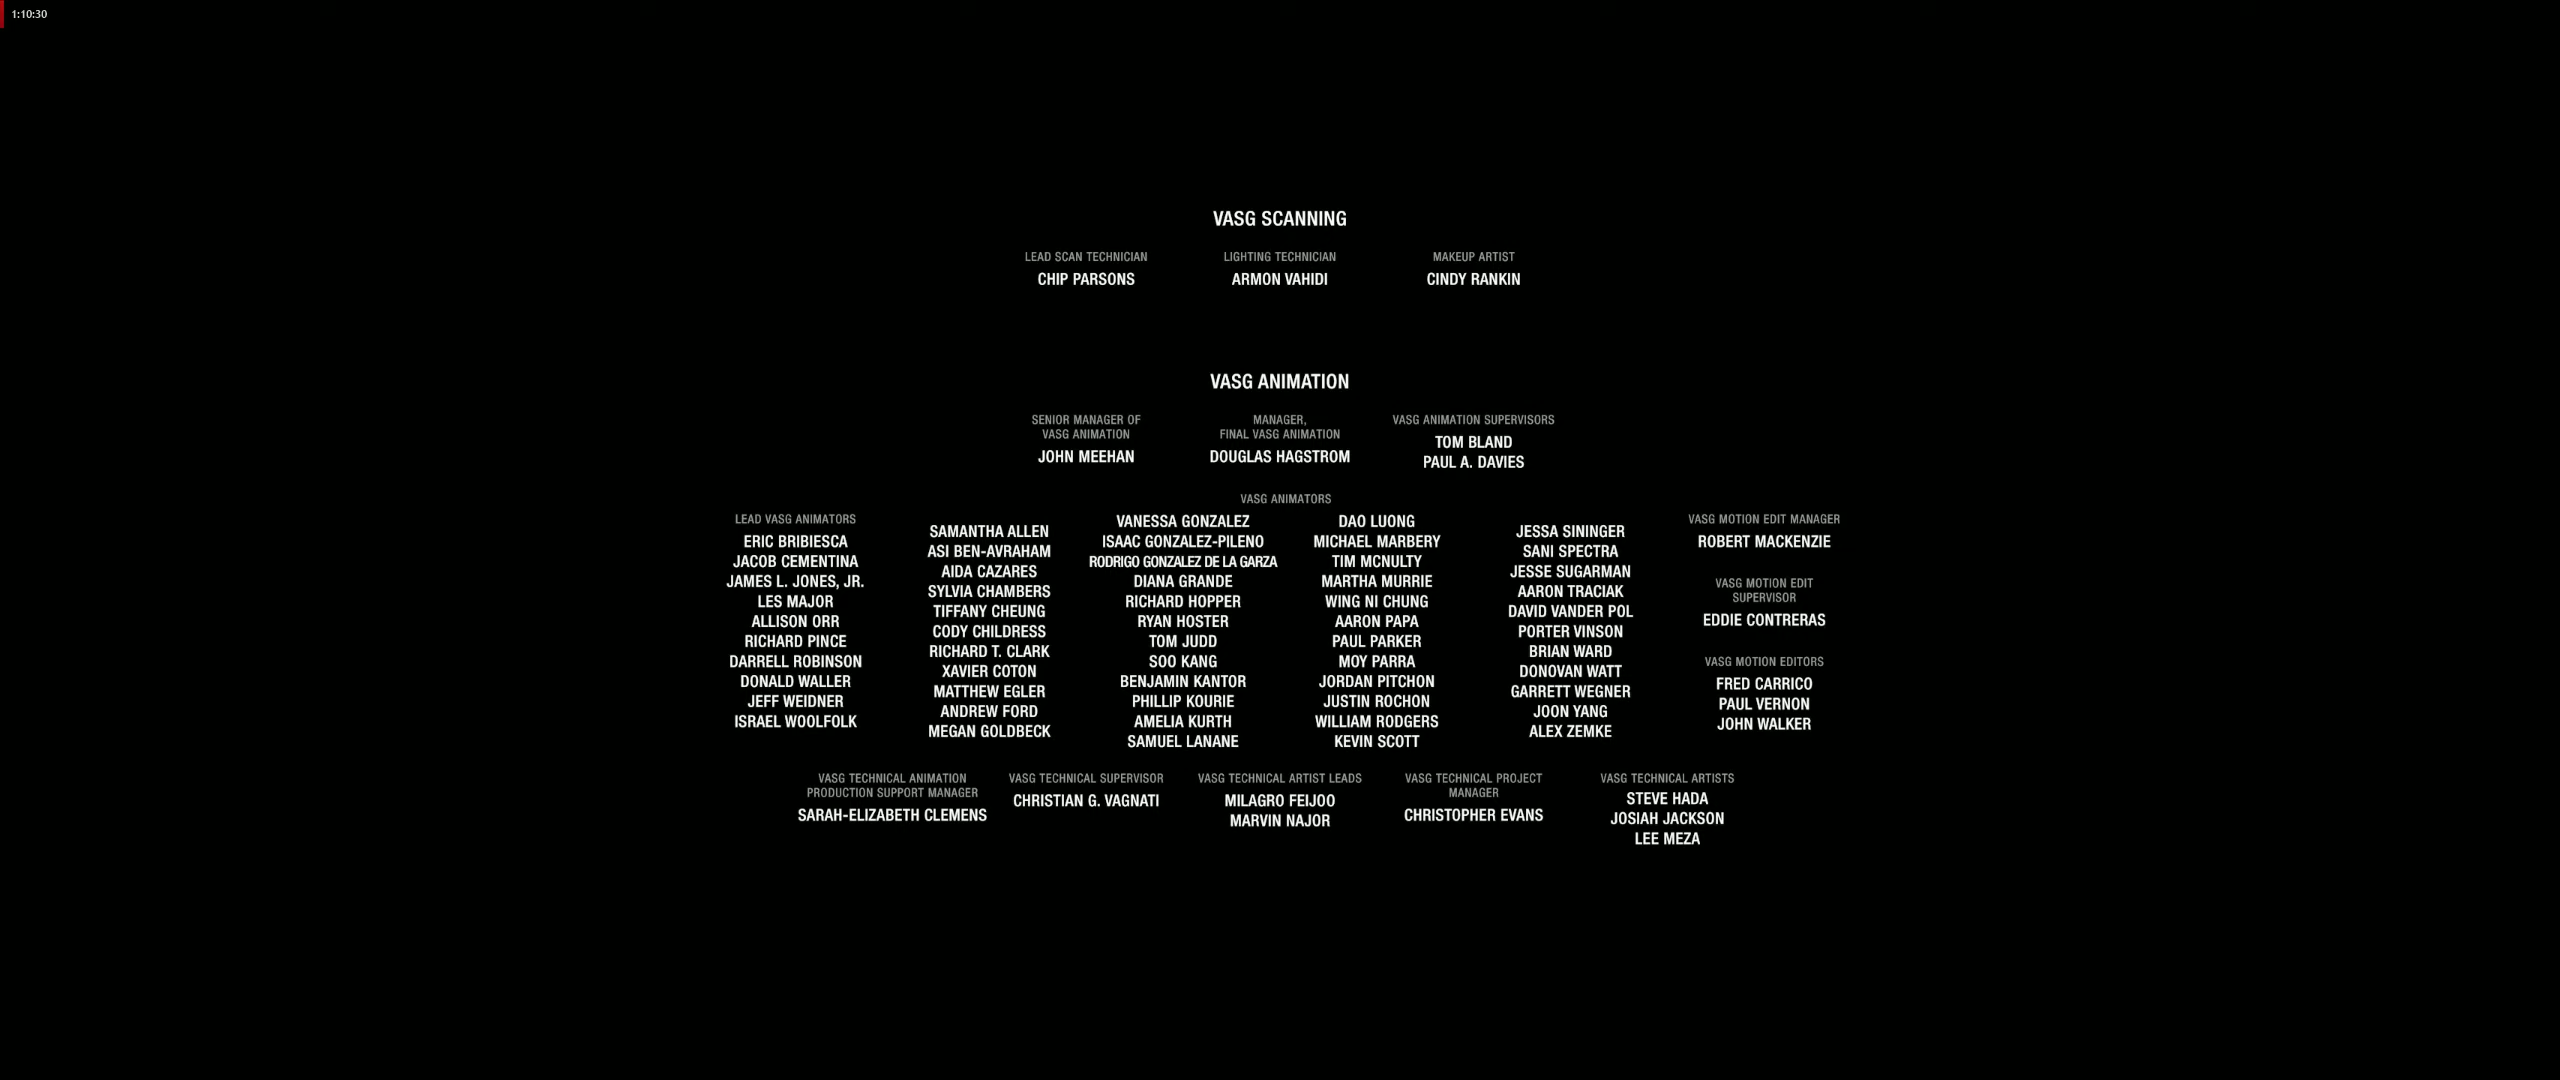 1:10:30
VASG SCANNING
LEAD SCAN TECHNICIAN
CHIP PARSONS
LIGHTING TECHNICIAN
ARMON VAHIDI
MAKEUP ARTIST
CINDY RANKIN
VASG ANIMATION
SENIOR MANAGER OF
VASG ANIMATION
JOHN MEEHAN
MANAGER,
FINAL VASG ANIMATION
DOUGLAS HAGSTROM
VASG ANIMATION SUPERVISORS
TOM BLAND
PAUL A. DAVIES
LEAD VASG ANIMATORS
ERIC BRIBIESCA
JACOB CEMENTINA
JAMES L. JONES, JR.
LES MAJOR
ALLISON ORR
RICHARD PINCE
DARRELL ROBINSON
DONALD WALLER
JEFF WEIDNER
ISRAEL WOOLFOLK
VASG ANIMATORS
SAMANTHA ALLEN
ASI BEN-AVRAHAM
AIDA CAZARES
SYLVIA CHAMBERS
TIFFANY CHEUNG
CODY CHILDRESS
RICHARD T. CLARK
XAVIER COTON
MATTHEW EGLER
ANDREW FORD
MEGAN GOLDBECK
VANESSA GONZALEZ
ISAAC GONZALEZ-PILENO
RODRIGO GONZALEZ DE LA GARZA
DIANA GRANDE
RICHARD HOPPER
RYAN HOSTER
TOM JUDD
SOO KANG
BENJAMIN KANTOR
PHILLIP KOURIE
AMELIA KURTH
SAMUEL LANANE
DAO LUONG
MICHAEL MARBERY
TIM MCNULTY
MARTHA MURRIE
WING NI CHUNG
AARON PAPA
PAUL PARKER
MOY PARRA
JORDAN PITCHON
JUSTIN ROCHON
WILLIAM RODGERS
KEVIN SCOTT
JESSA SININGER
SANI SPECTRA
JESSE SUGARMAN
AARON TRACIAK
DAVID VANDER POL
PORTER VINSON
BRIAN WARD
DONOVAN WATT
GARRETT WEGNER
JOON YANG
ALEX ZEMKE
VASG MOTION EDIT MANAGER
ROBERT MACKENZIE
VASG MOTION EDIT
SUPERVISOR
EDDIE CONTRERAS
VASG MOTION EDITORS
FRED CARRICO
PAUL VERNON
JOHN WALKER
VASG TECHNICAL ANIMATION
PRODUCTION SUPPORT MANAGER
SARAH-ELIZABETH CLEMENS
VASG TECHNICAL SUPERVISOR
CHRISTIAN G. VAGNATI
VASG TECHNICAL ARTIST LEADS
MILAGRO FEIJOO
MARVIN NAJOR
VASG TECHNICAL PROJECT
MANAGER
CHRISTOPHER EVANS
VASG TECHNICAL ARTISTS
STEVE HADA
JOSIAH JACKSON
LEE MEZA